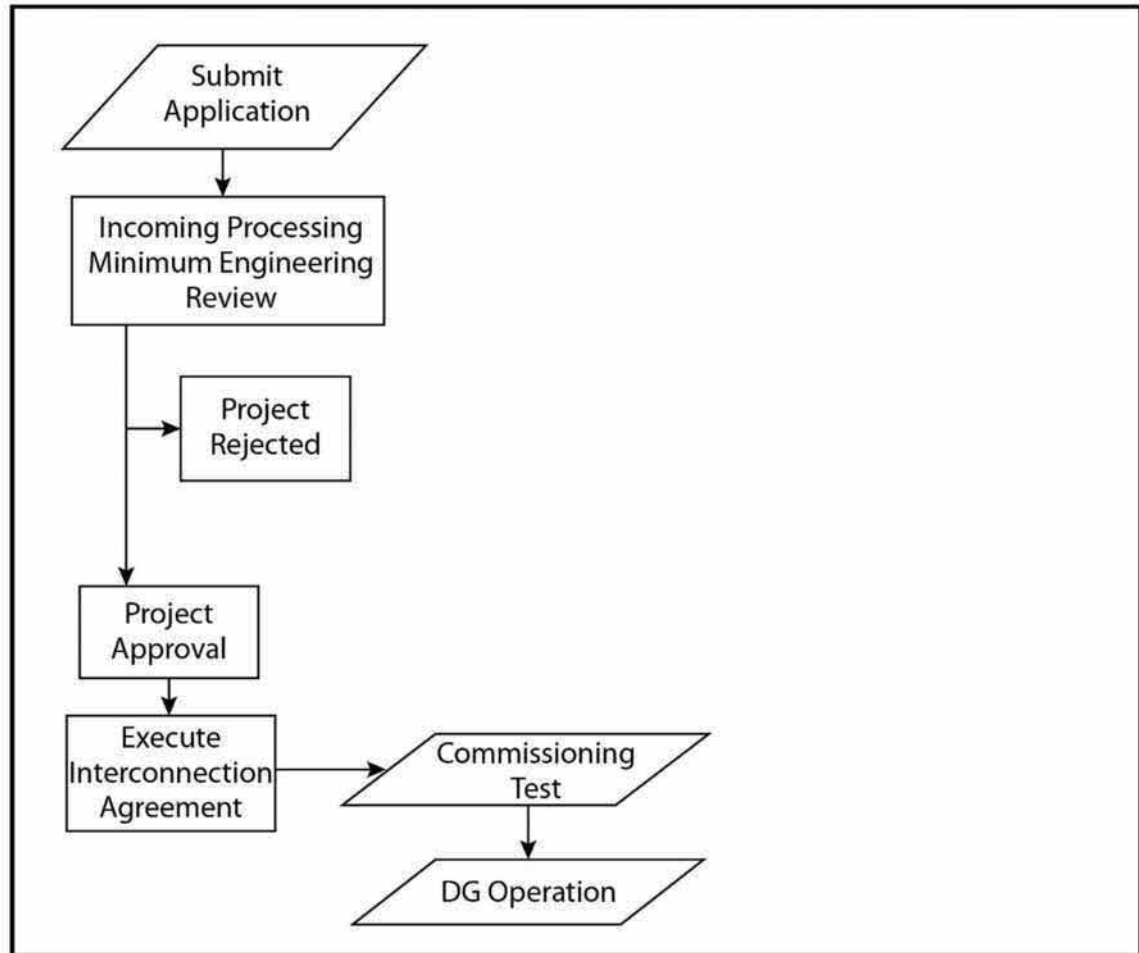 Submit
Application
Incoming Processing
Minimum Engineering
Review
Project
Rejected
Project
Approval
Execute
Interconnection
Agreement
Commissioning
Test
DG Operation